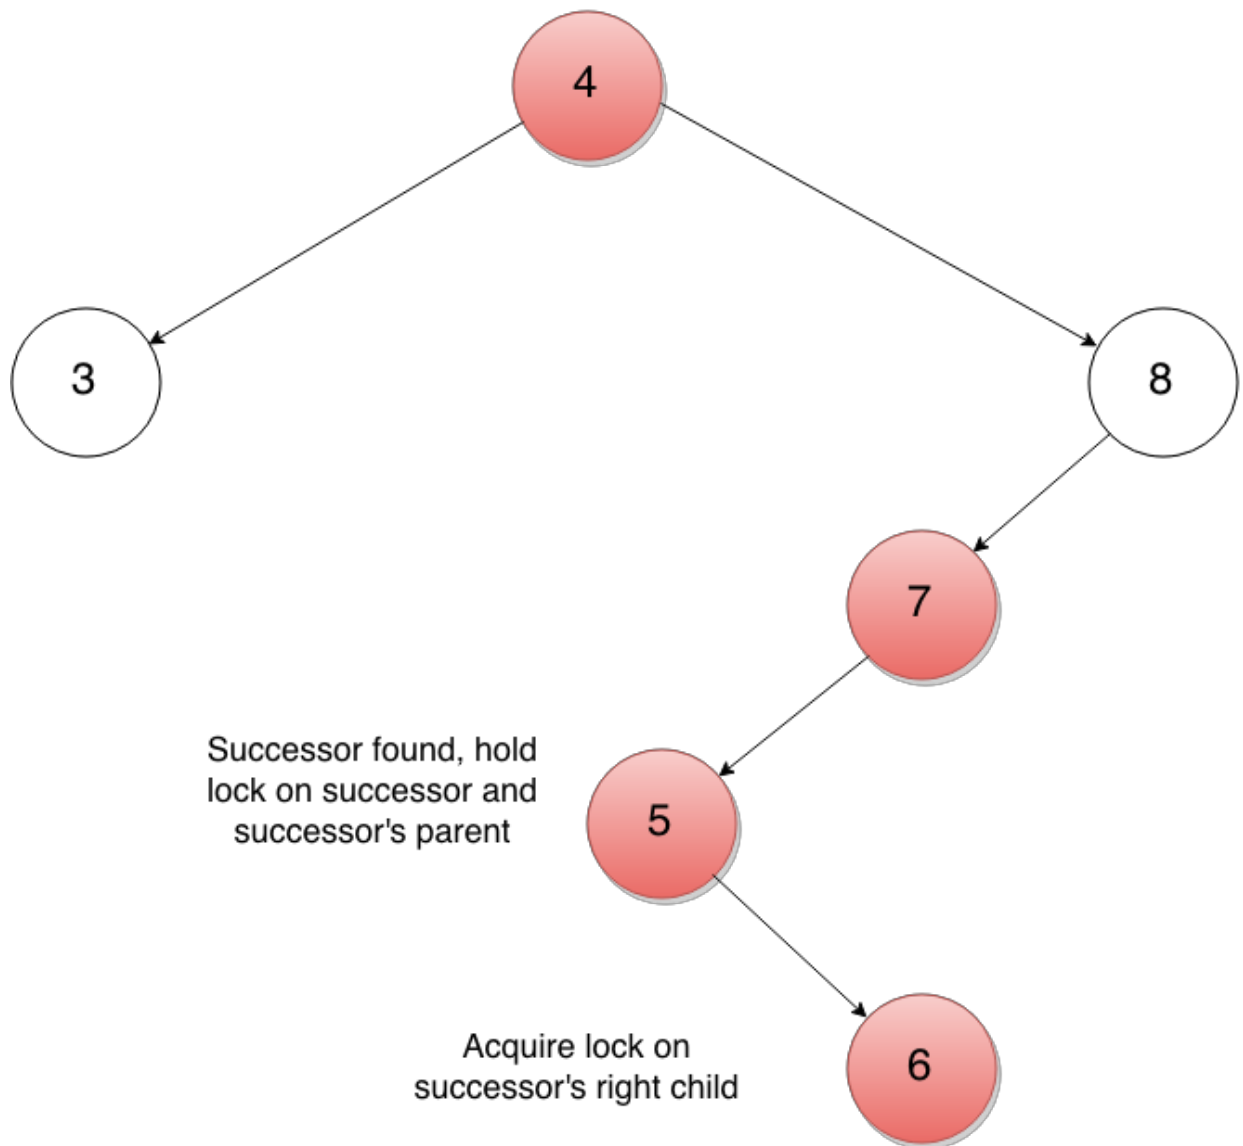 4
3
8
7
Successor found, hold
lock on successor and
successor's parent
5
Acquire lock on
successor's right child
6